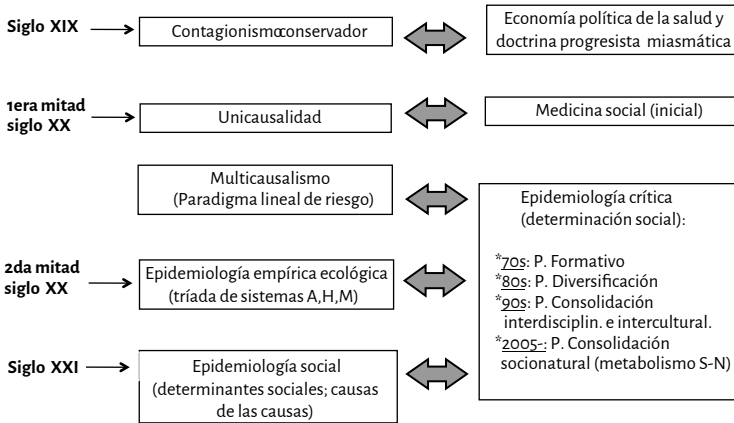 Siglo XIX
Contagionismo conservador
Economía política de la salud y
doctrina progresista miasmática
1era mitad
siglo XX
Unicausalidad
Medicina social (inicial)
Multicausalismo
(Paradigma lineal de riesgo)
2da mitad
siglo XX
Epidemiología empírica ecológica
(tríada de sistemas A,H,M)
Siglo XXI
Epidemiología social
(determinantes sociales; causas
de las causas)
Epidemiología crítica
(determinación social):
*70s: P. Formativo
*80s: P. Diversificación
*90s: P. Consolidación
interdisciplin. e intercultural.
*2005-: P. Consolidación
socionatural (metabolismo S-N)